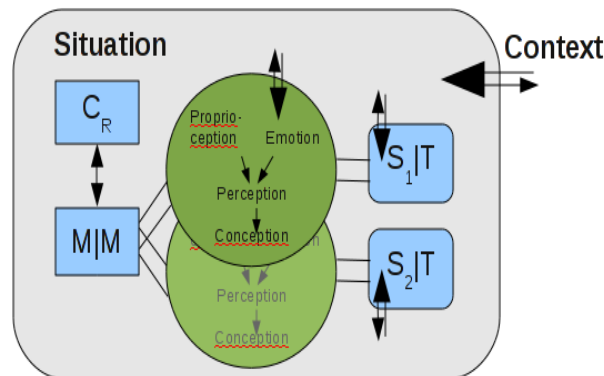 Situation
Context
C_R
Proprio-
ception
Emotion
S_1|T
Perception
M|M
Conception
S_2|T
Perception
Conception